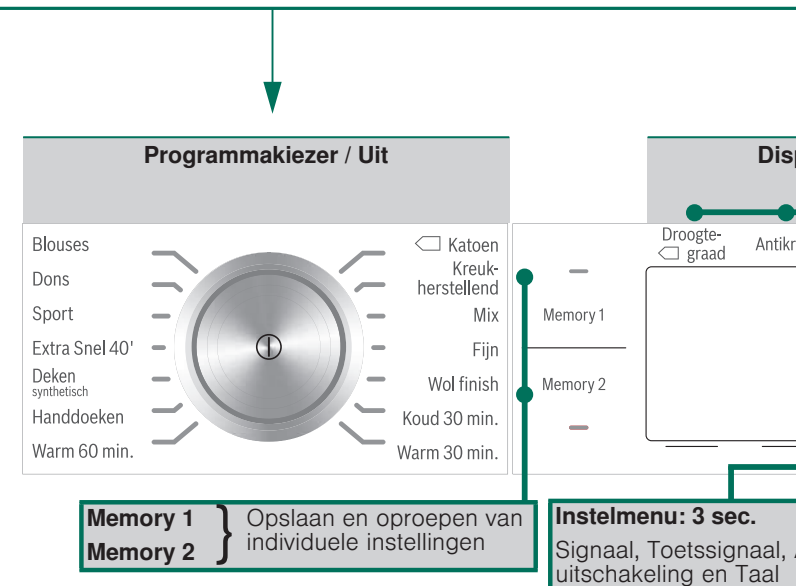 Programmakiezer / Uit
Blouses
Dons
Sport
Extra Snel 40'
Deken
synthetisch
Handdoeken
Warm 60 min.
Katoen
Kreuk-
herstellend
Mix
Fijn
Wol finish
Koud 30 min.
Warm 30 min.
Memory 1
Memory 2
Droogte-
graad
Memory 1
Memory 2
Opslaan en oproepen van
individuele instellingen
Instelmenu: 3 sec.
Signaal, Toetssignaal,
uitschakeling en Taal